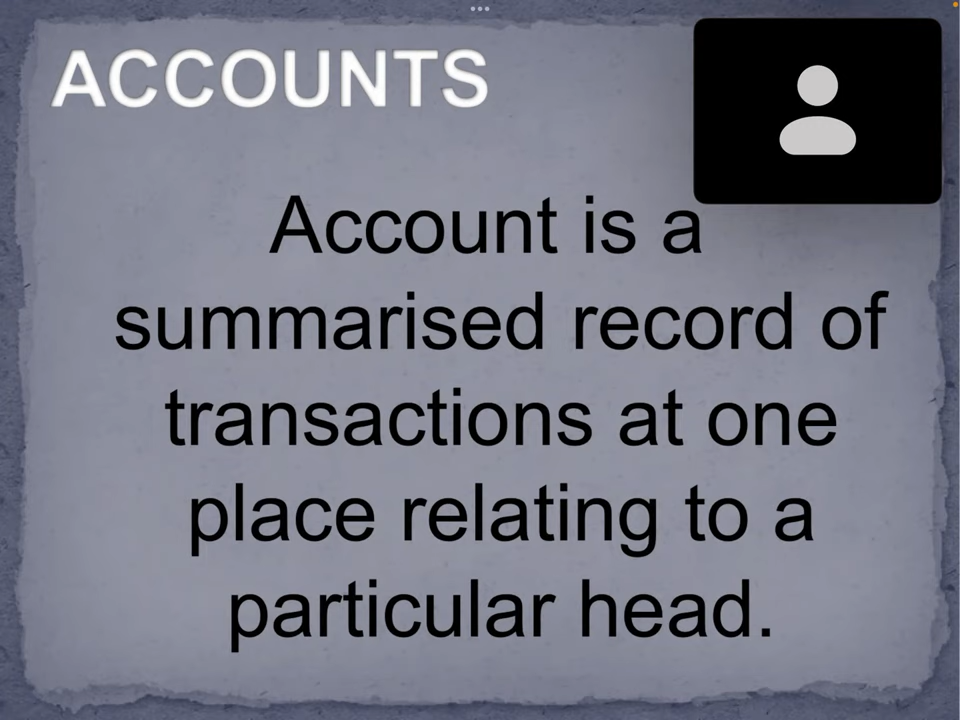 ACCOUNTS
Account is a
summarised record of
transactions at one
place relating to a
particular head.